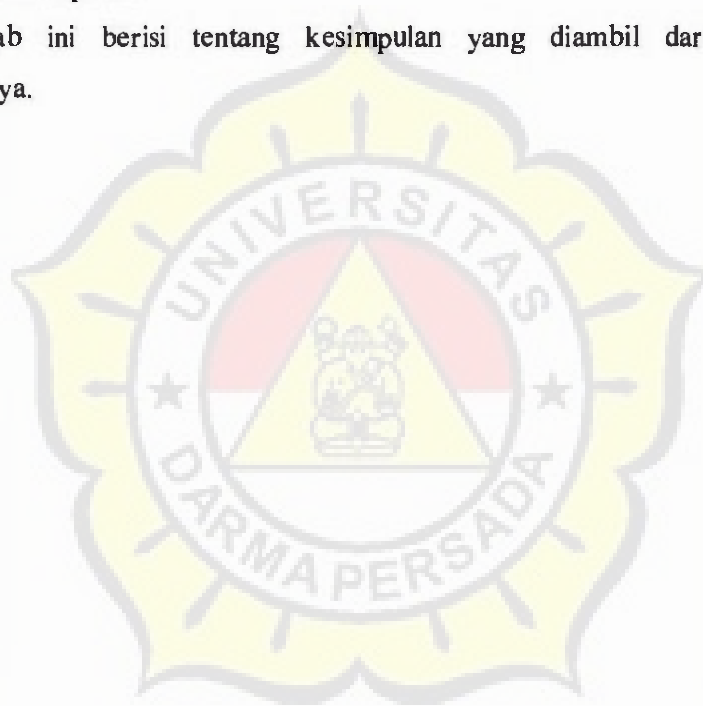 ab ini berisi tentang kesimpulan yang diambil dar
ya.
UNIVERSITAS
DARMA PERSADA